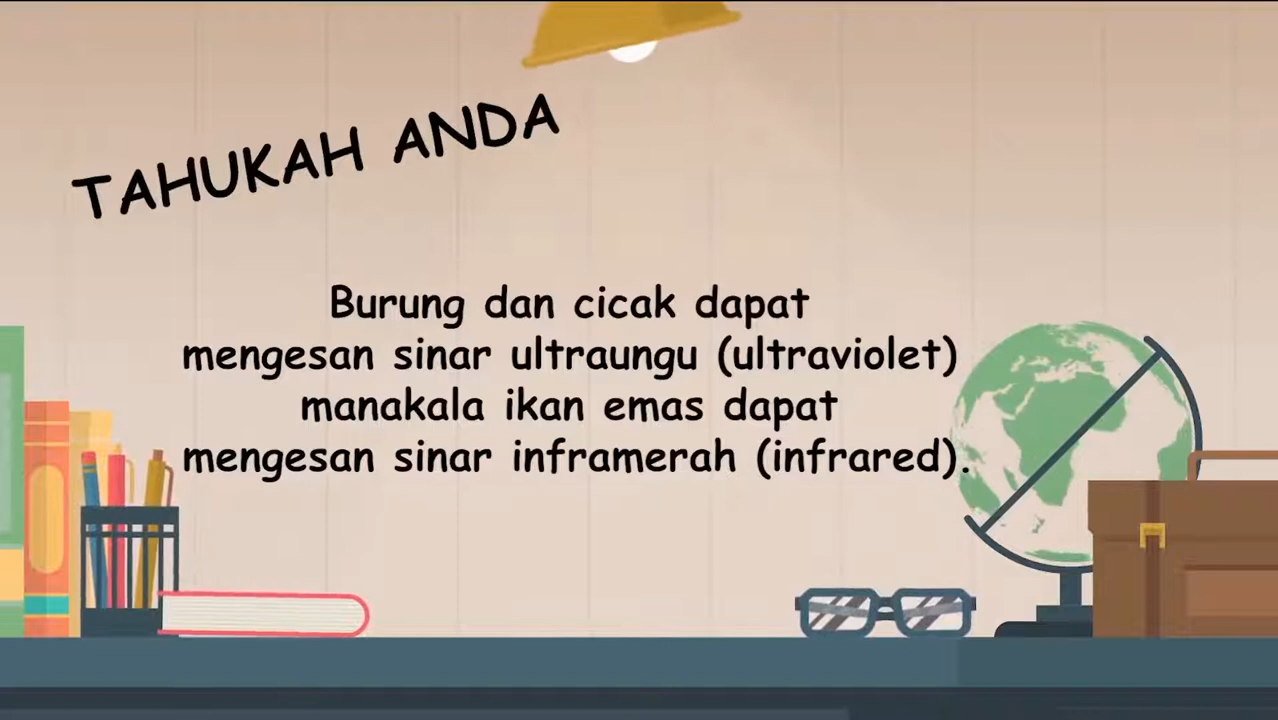 TAHUKAH ANDA
Burung dan cicak dapat
mengesan sinar ultraungu (ultraviolet)
manakala ikan emas dapat
mengesan sinar inframerah (infrared).